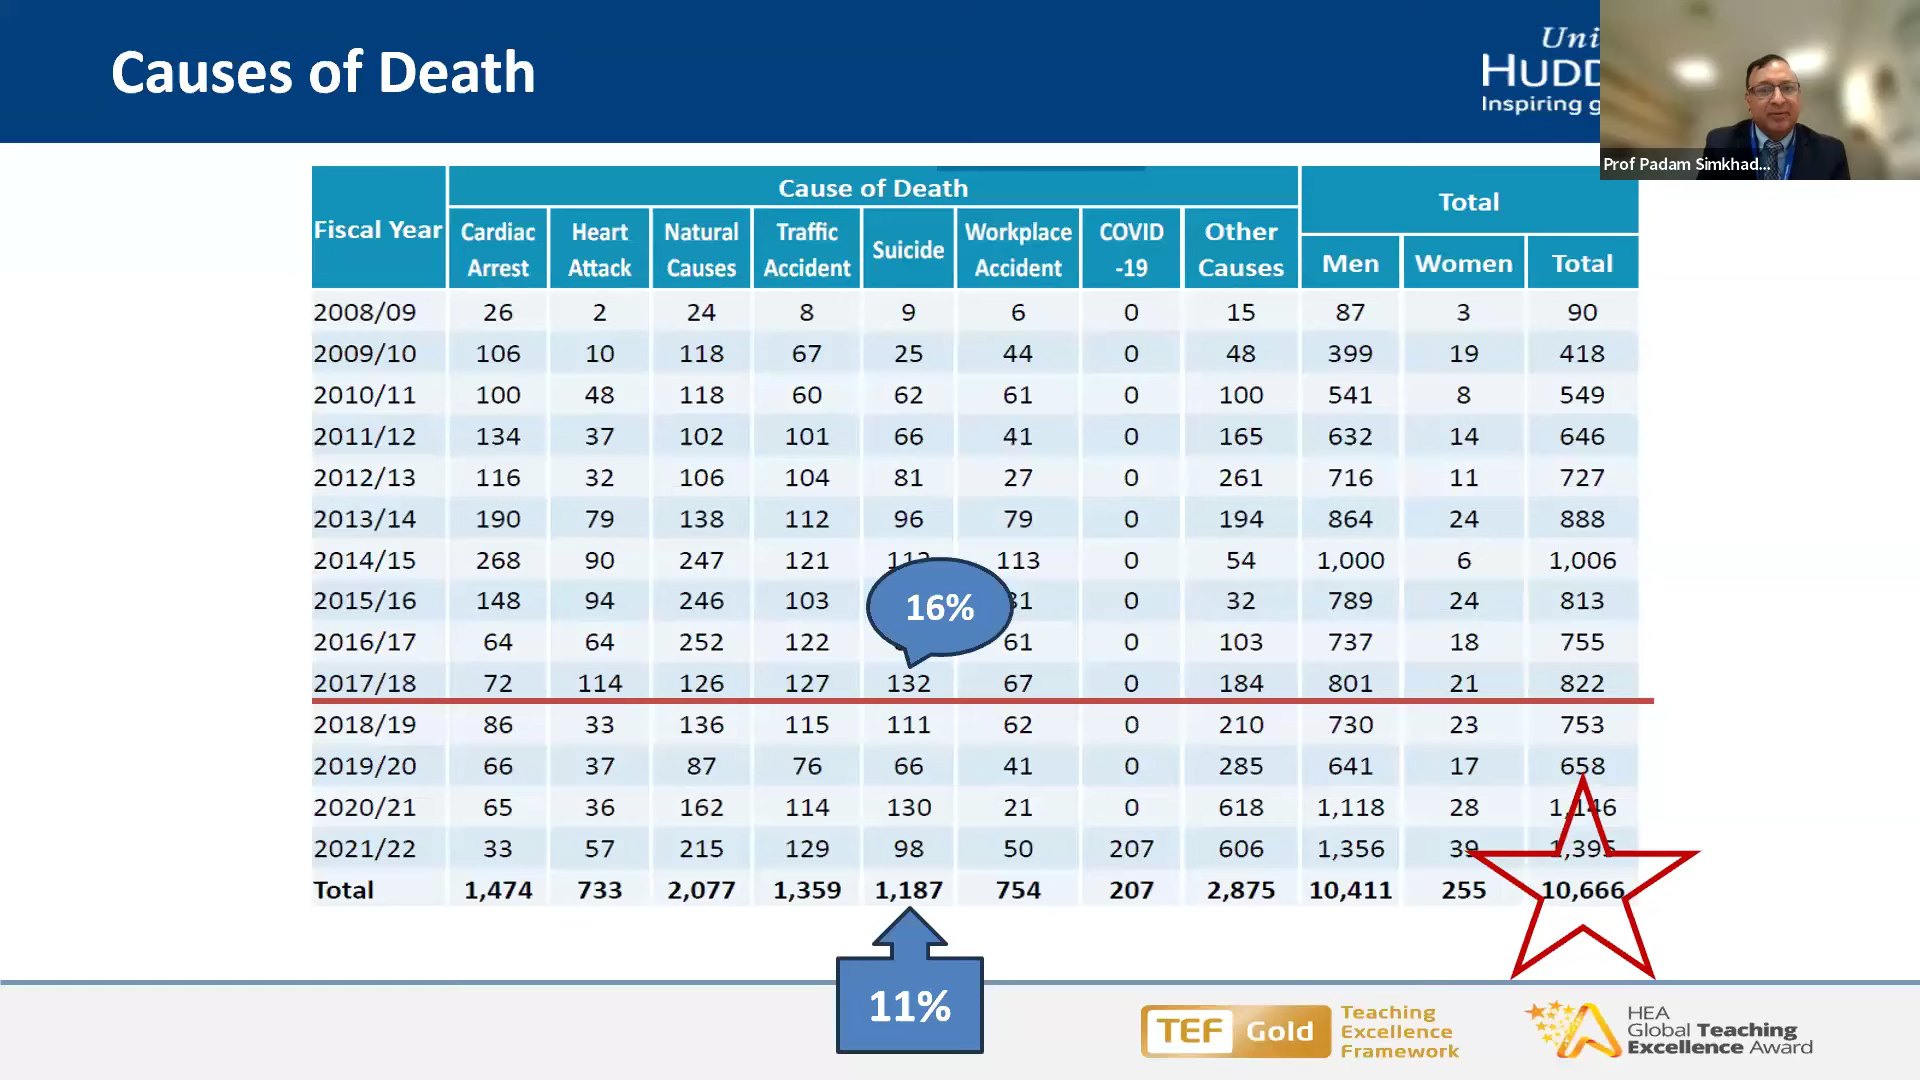 Causes of Death
Uni
HUDD
Inspiring g
Prof Padam Simkhad...
Cause of Death
Total
Fiscal Year
Cardiac Arrest
Heart Attack
Natural Causes
Traffic Accident
Suicide
Workplace Accident
COVID -19
Other Causes
Men
Women
Total
2008/09 26 2 24 8 9 6 0 15 87 3 90
2009/10 106 10 118 67 25 44 0 48 399 19 418
2010/11 100 48 118 60 62 61 0 100 541 8 549
2011/12 134 37 102 101 66 41 0 165 632 14 646
2012/13 116 32 106 104 81 27 0 261 716 11 727
2013/14 190 79 138 112 96 79 0 194 864 24 888
2014/15 268 90 247 121 113 0 54 1,000 6 1,006
2015/16 148 94 246 103 0 32 789 24 813
16%
2016/17 64 64 252 122 61 0 103 737 18 755
2017/18 72 114 126 127 132 67 0 184 801 21 822
2018/19 86 33 136 115 111 62 0 210 730 23 753
2019/20 66 37 87 76 66 41 0 285 641 17 658
2020/21 65 36 162 114 130 21 0 618 1,118 28 1,146
2021/22 33 57 215 129 98 50 207 606 1,356 39 1,395
Total 1,474 733 2,077 1,359 1,187 754 207 2,875 10,411 255 10,666
11%
TEF Gold
Teaching
Excellence
Framework
HEA
Global Teaching
Excellence Award